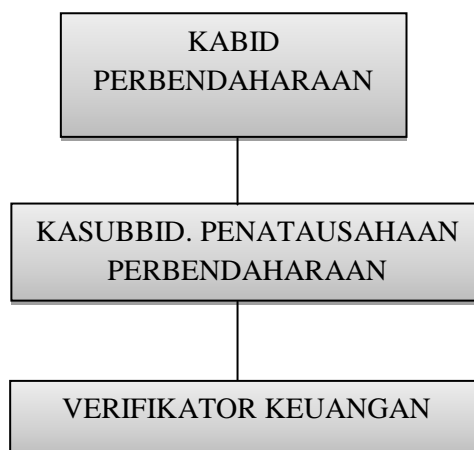 KABID
PERBENDAHARAAN
KASUBBID. PENATAUSAHAAN
PERBENDAHARAAN
VERIFIKATOR KEUANGAN